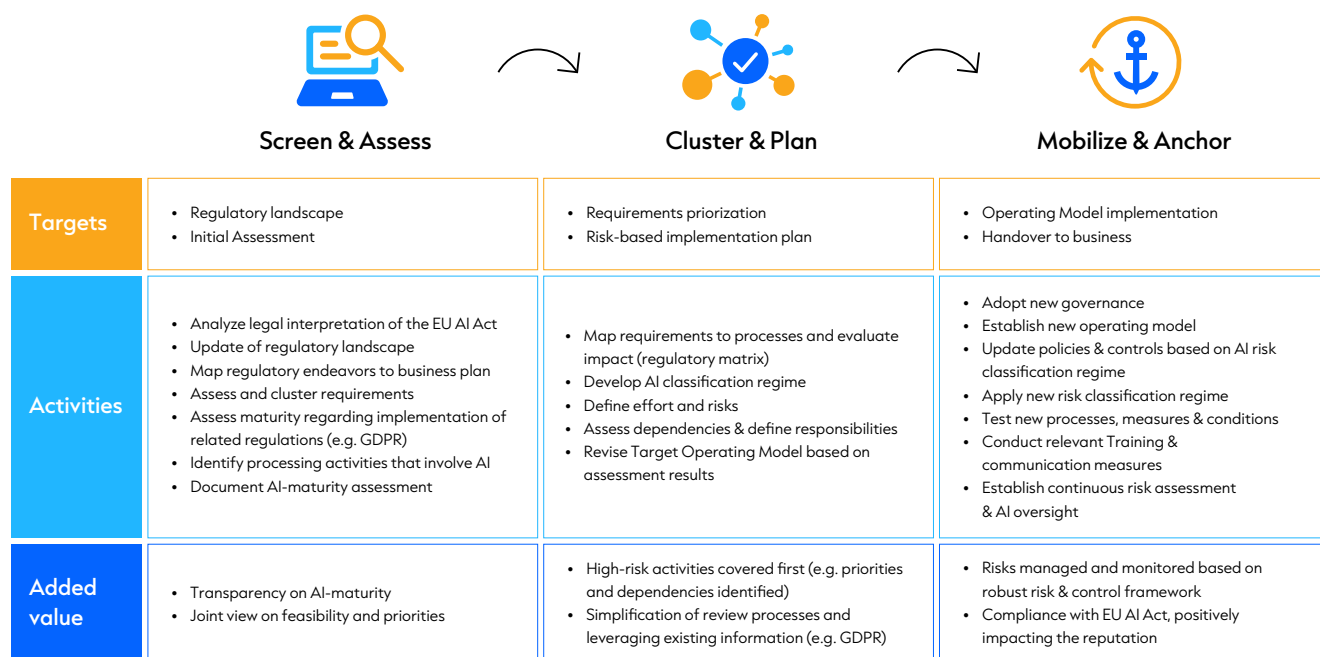 Screen & Assess
Cluster & Plan
Mobilize & Anchor
Targets
• Regulatory landscape
• Initial Assessment
• Requirements priorization
• Risk-based implementation plan
• Operating Model implementation
• Handover to business
Activities
• Analyze legal interpretation of the EU AI Act
• Update of regulatory landscape
• Map regulatory endeavors to business plan
• Assess and cluster requirements
• Assess maturity regarding implementation of
related regulations (e.g. GDPR)
• Identify processing activities that involve AI
• Document AI-maturity assessment
• Map requirements to processes and evaluate
impact (regulatory matrix)
• Develop AI classification regime
• Define effort and risks
• Assess dependencies & define responsibilities
• Revise Target Operating Model based on
assessment results
• Adopt new governance
• Establish new operating model
• Update policies & controls based on AI risk
classification regime
• Apply new risk classification regime
• Test new processes, measures & conditions
• Conduct relevant Training &
communication measures
• Establish continuous risk assessment
& AI oversight
Added
value
• Transparency on AI-maturity
• Joint view on feasibility and priorities
• High-risk activities covered first (e.g. priorities
and dependencies identified)
• Simplification of review processes and
leveraging existing information (e.g. GDPR)
• Risks managed and monitored based on
robust risk & control framework
• Compliance with EU AI Act, positively
impacting the reputation